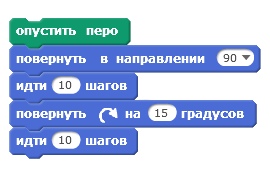 опустить перо
повернуть в направлении 90
идти 10 шагов
повернуть на 15 градусов
идти 10 шагов